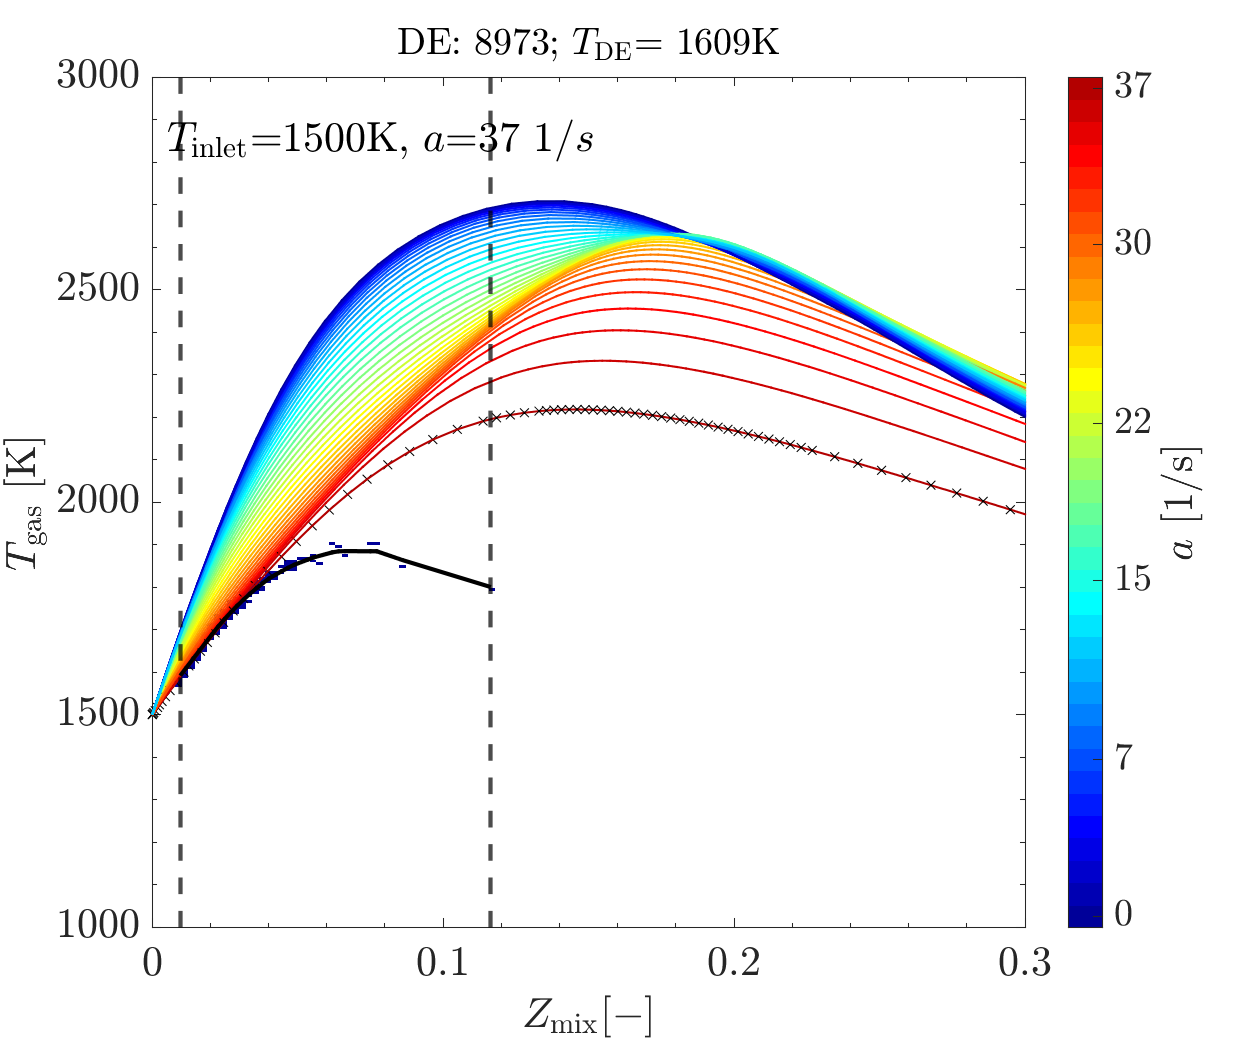 DE: 8973; T_DE= 1609K
3000
T_inlet=1500K, a=37 1/s
2500
2000
1500
1000
T_gas [K]
0 0.1 0.2 0.3
Z_mix[−]
37
30
22
15
7
0
a [1/s]